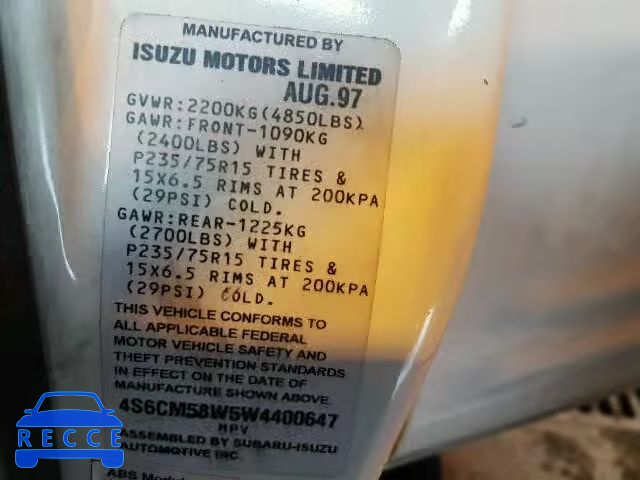 MANUFACTURED BY
ISUZU MOTORS LIMITED
AUG.97
GVWR:2200KG(4850LBS)
GAWR:FRONT-1090KG
(2400LBS) WITH
P235/75R15 TIRES &
15X6.5 RIMS AT 200KPA
(29PSI) COLD.
GAWR:REAR-1225KG
(2700LBS) WITH
P235/75R15 TIRES &
15X6.5 RIMS AT 200KPA
(29PSI) COLD.
THIS VEHICLE CONFORMS TO
ALL APPLICABLE FEDERAL
MOTOR VEHICLE SAFETY AND
THEFT PREVENTION STANDARDS
IN EFFECT ON THE DATE OF
MANUFACTURE SHOWN ABOVE.
4S6CM58W5W4400647
MPV
ASSEMBLED BY SUBARU-ISUZU
AUTOMOTIVE INC.
ABS
RECCE